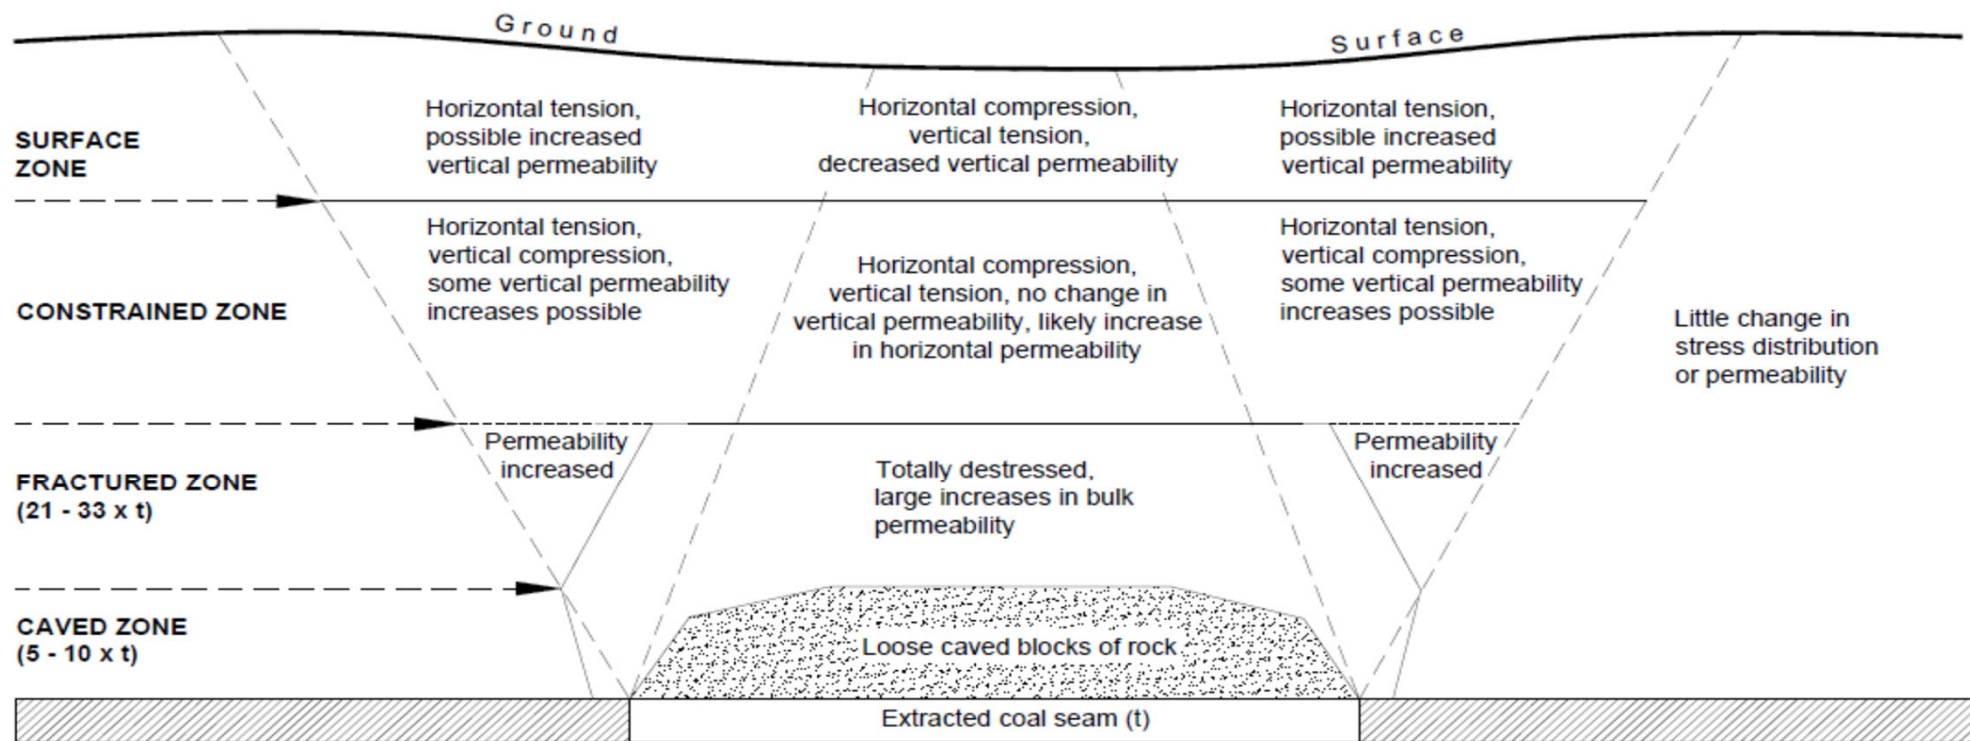 Ground Surface
SURFACE
ZONE
Horizontal tension,
possible increased
vertical permeability
Horizontal compression,
vertical tension,
decreased vertical permeability
Horizontal tension,
possible increased
vertical permeability
CONSTRAINED ZONE
Horizontal tension,
vertical compression,
some vertical permeability
increases possible
Horizontal compression,
vertical tension, no change in
vertical permeability, likely increase
in horizontal permeability
Horizontal tension,
vertical compression,
some vertical permeability
increases possible
Little change in
stress distribution
or permeability
FRACTURED ZONE
(21 - 33 x t)
Permeability
increased
Totally destressed,
large increases in bulk
permeability
Permeability
increased
CAVED ZONE
(5 - 10 x t)
Loose caved blocks of rock
Extracted coal seam (t)